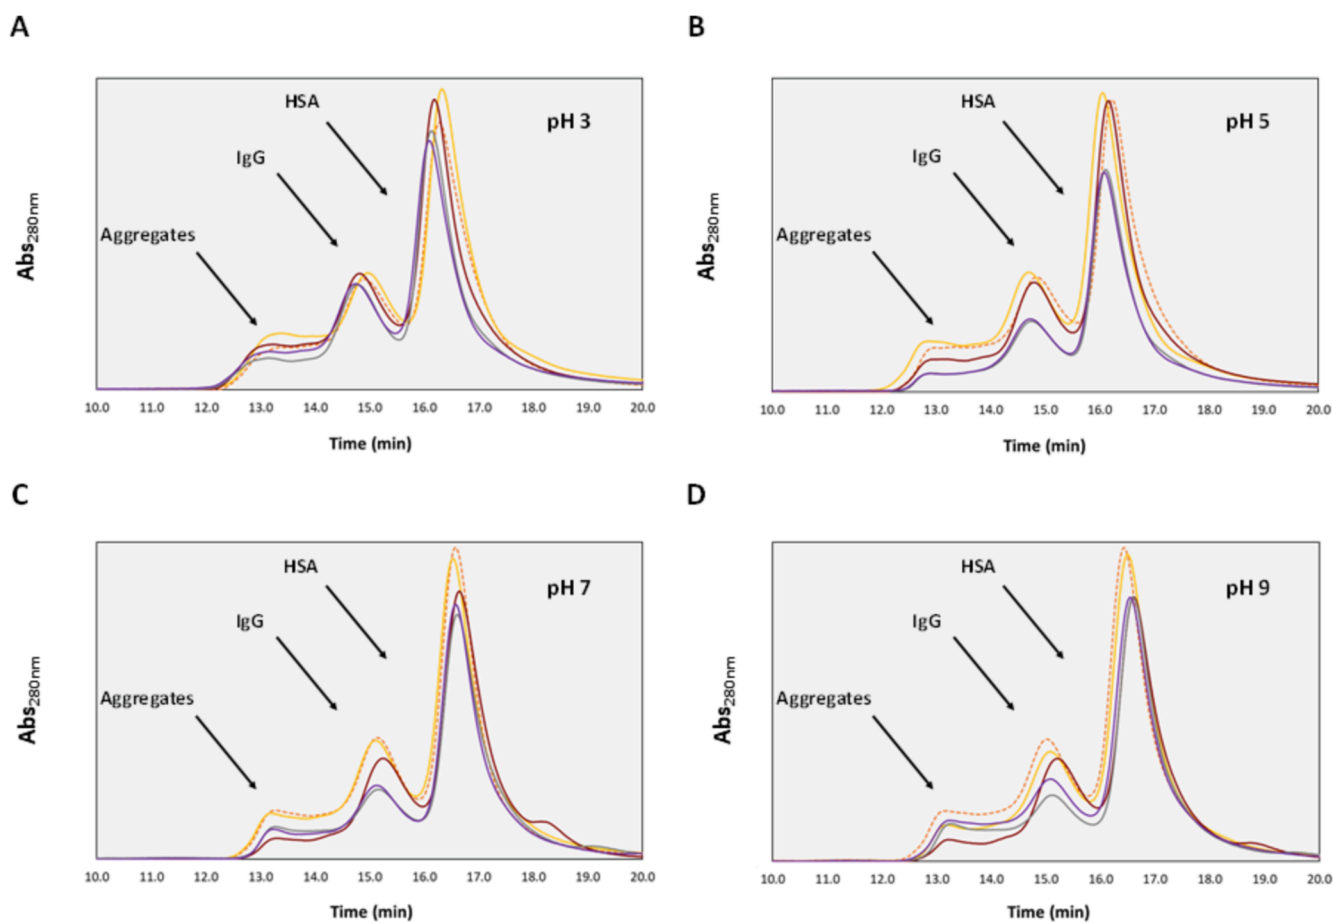 A
HSA
pH 3
IgG
Aggregates
Abs280nm
10.0 11.0 12.0 13.0 14.0 15.0 16.0 17.0 18.0 19.0 20.0
Time (min)
B
HSA
pH 5
IgG
Aggregates
Abs280nm
10.0 11.0 12.0 13.0 14.0 15.0 16.0 17.0 18.0 19.0 20.0
Time (min)
C
HSA
pH 7
IgG
Aggregates
Abs280nm
10.0 11.0 12.0 13.0 14.0 15.0 16.0 17.0 18.0 19.0 20.0
Time (min)
D
HSA
pH 9
IgG
Aggregates
Abs280nm
10.0 11.0 12.0 13.0 14.0 15.0 16.0 17.0 18.0 19.0 20.0
Time (min)